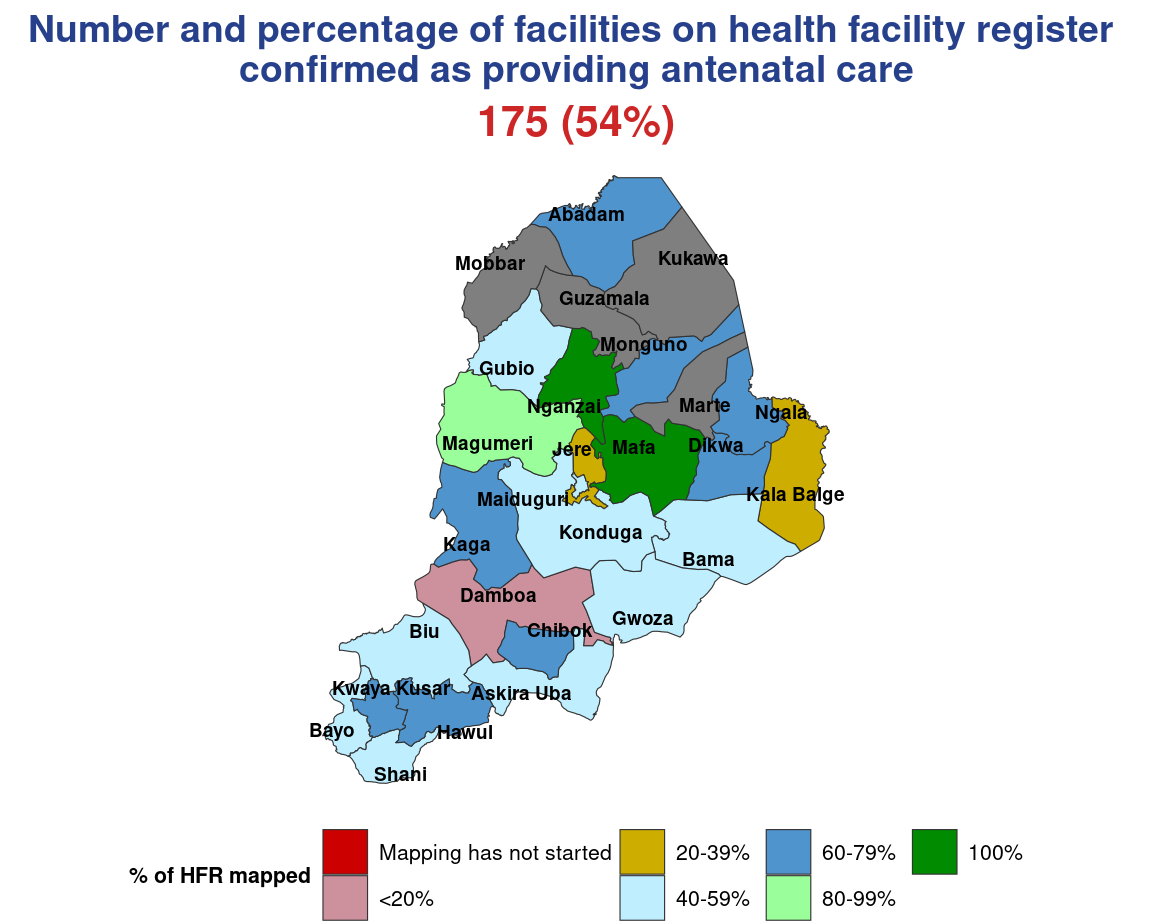 Number and percentage of facilities on health facility register
confirmed as providing antenatal care
175 (54%)
Abadam
Mobbar
Kukawa
Guzamala
Monguno
Gubio
Nganzai
Marte
Ngala
Magumeri
Jere
Mafa
Dikwa
Maiduguri
Kala Balge
Konduga
Kaga
Bama
Damboa
Gwoza
Biu
Chibok
Kwaya Kusar
Askira Uba
Bayo
Hawul
Shani
% of HFR mapped
Mapping has not started
<20%
20-39%
40-59%
60-79%
80-99%
100%